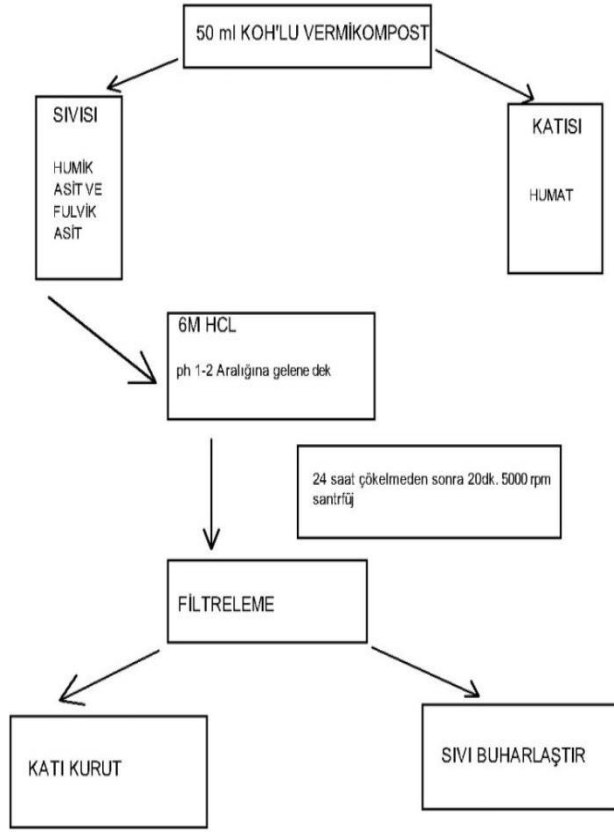 50 ml KOH'LU VERMİKOMPOST
SIVISI
HUMİK
ASİT VE
FULVİK
ASİT
KATISI
HUMAT
6M HCL
ph 1-2 Aralığına gelene dek
24 saat çökelmeden sonra 20dk. 5000 rpm
santrfüj
FİLTRELEME
KATI KURUT
SIVI BUHARLAŞTIR